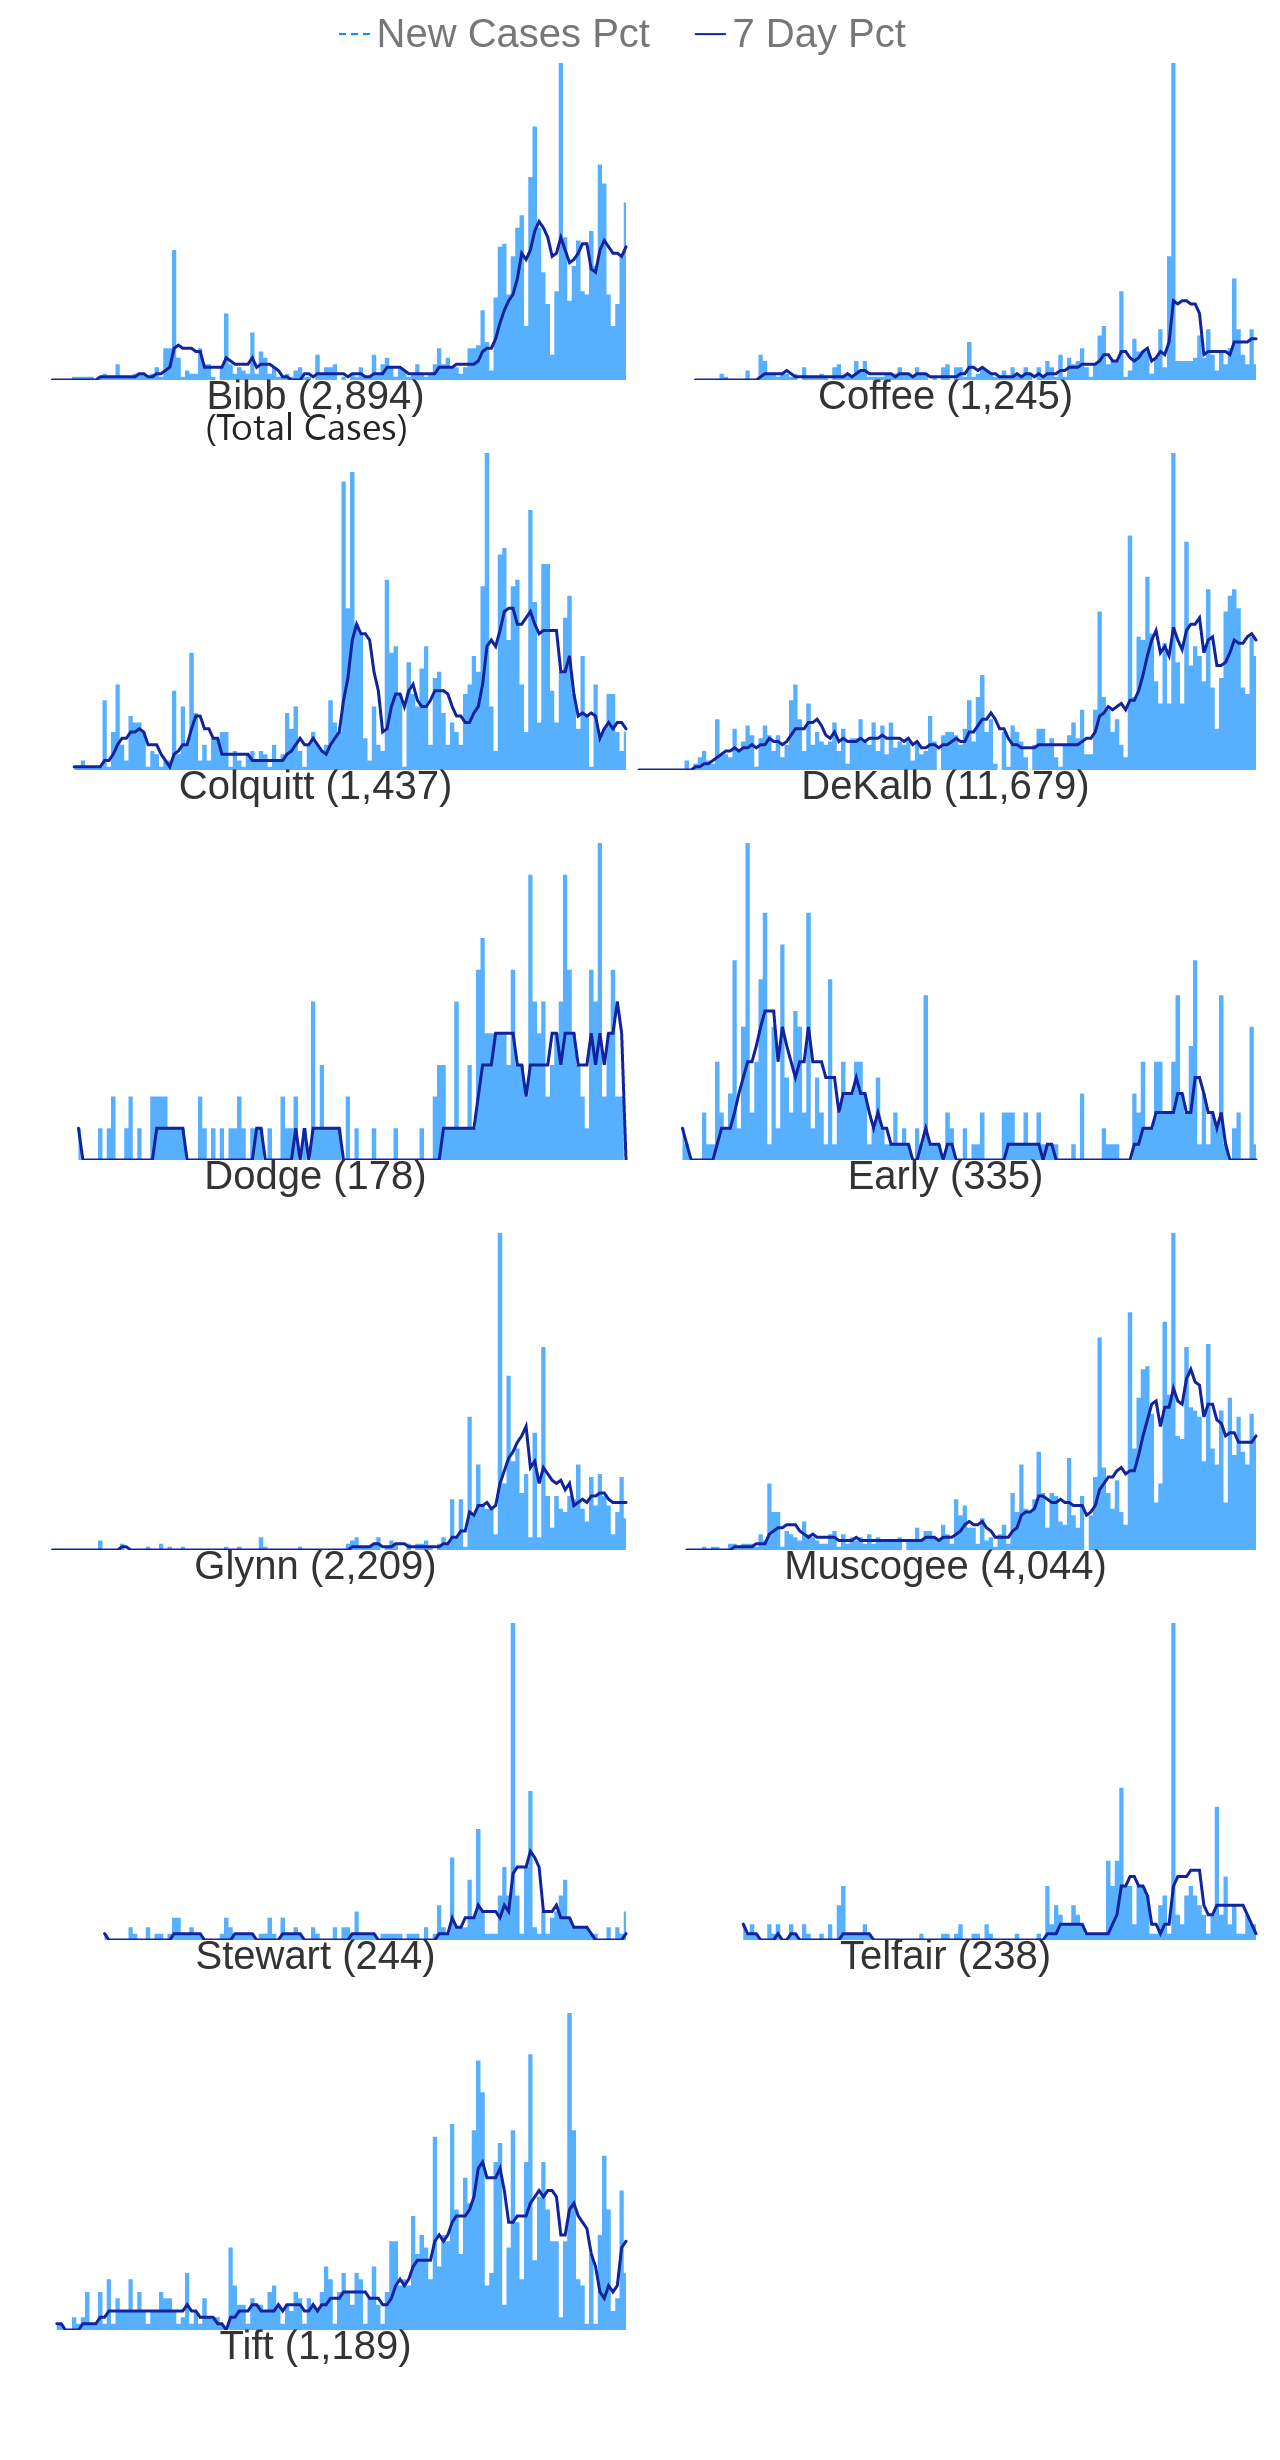 New Cases Pct 7 Day Pct
Bibb (2,894)
(Total Cases)
Coffee (1,245)
Colquitt (1,437)
DeKalb (11,679)
Dodge (178)
Early (335)
Glynn (2,209)
Muscogee (4,044)
Stewart (244)
Telfair (238)
Tift (1,189)